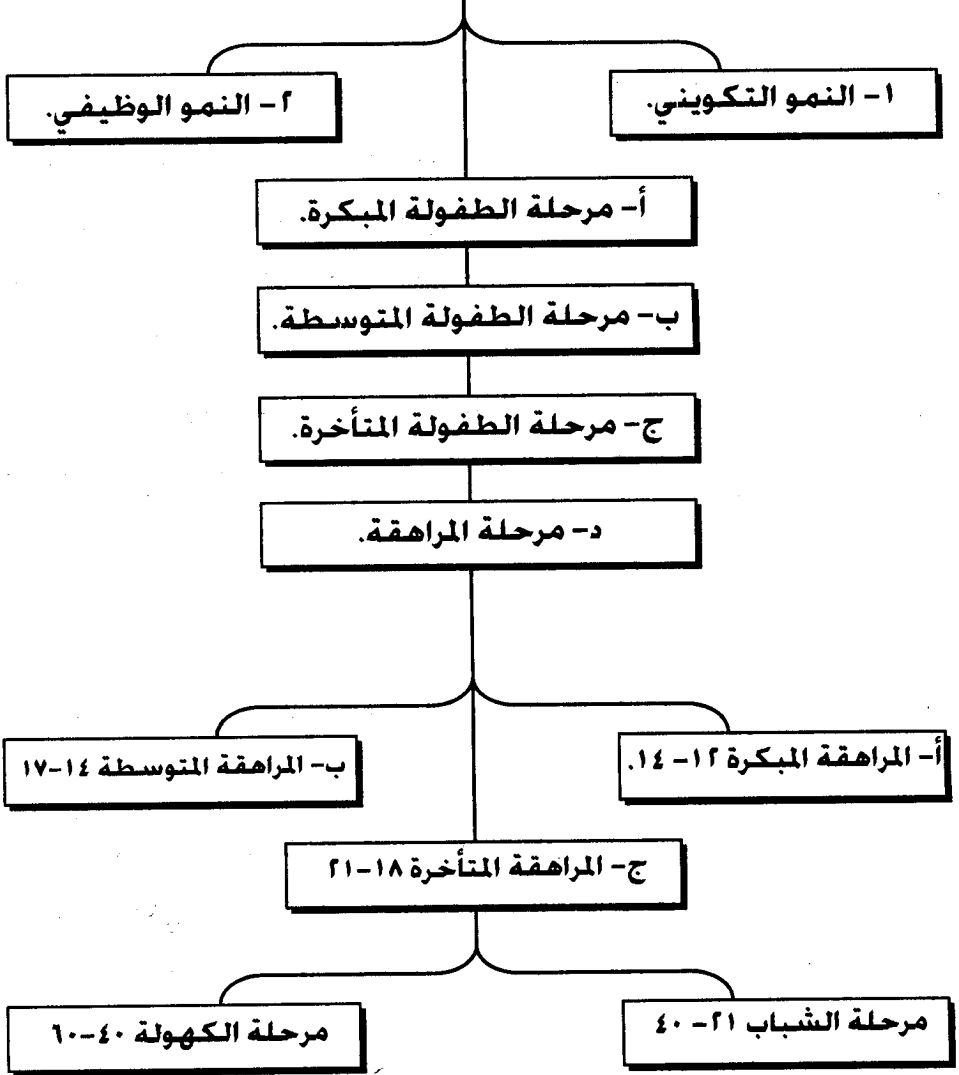 ١- النمو التكويني.
٢- النمو الوظيفي.
أ- مرحلة الطفولة المبكرة.
ب- مرحلة الطفولة المتوسطة.
ج- مرحلة الطفولة المتأخرة.
د- مرحلة المراهقة.
أ- المراهقة المبكرة ١٢- ١٤.
ب- المراهقة المتوسطة ١٤-١٧
ج- المراهقة المتأخرة ١٨-٢١
مرحلة الشباب ٢١- ٤٠
مرحلة الكهولة ٤٠-٦٠